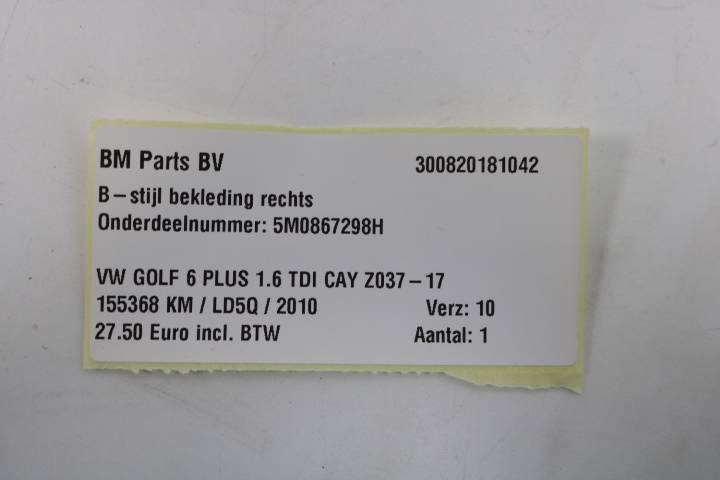 BM Parts BV 300820181042
B-stijl bekleding rechts
Onderdeelnummer: 5M0867298H
VW GOLF 6 PLUS 1.6 TDI CAY Z037-17
155368 KM / LD5Q / 2010 Verz: 10
27.50 Euro incl. BTW Aantal: 1